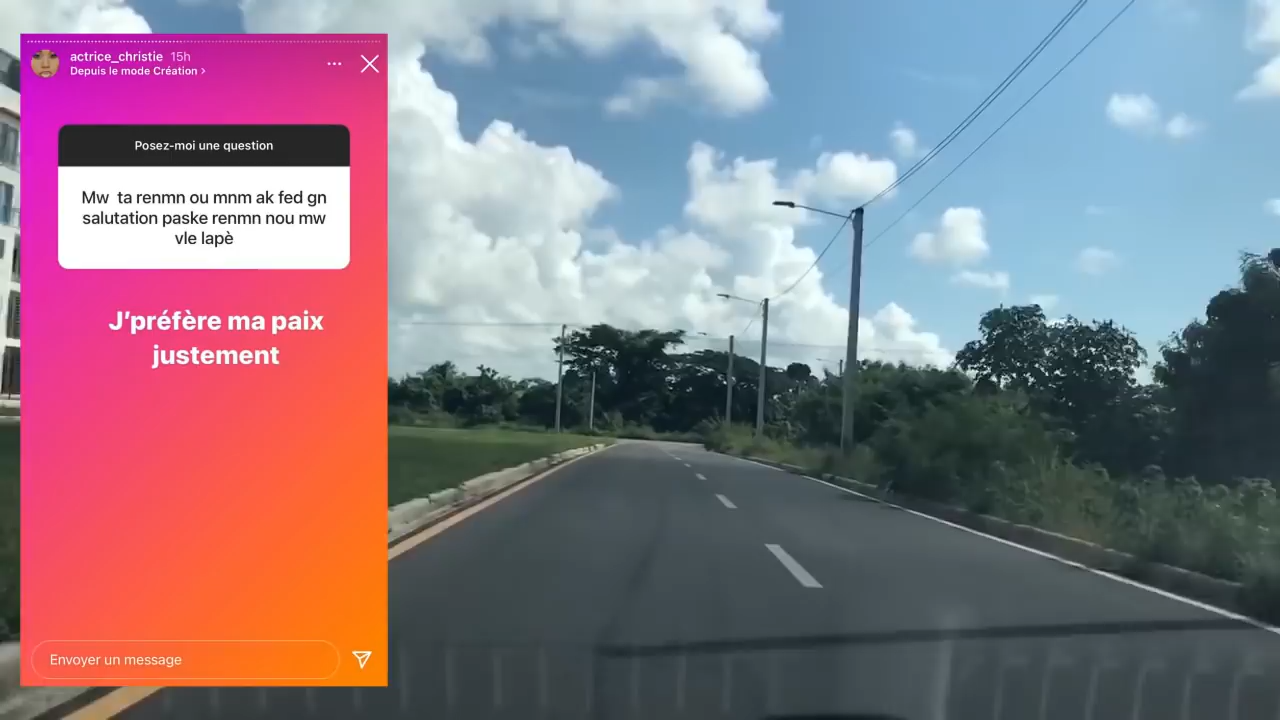 actrice_christie 15h
Depuis le mode Création >
Posez-moi une question
Mw  ta renmn ou mnm ak fed gn
salutation paske renmn nou mw
vle lapè
J’préfère ma paix
justement
Envoyer un message